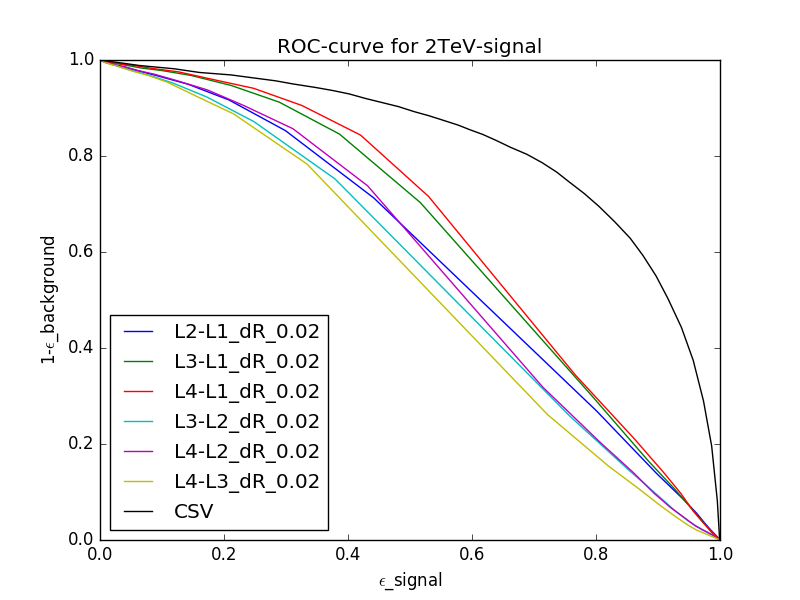 ROC-curve for 2TeV-signal
1.0
0.8
0.6
0.4
0.2
0.0
1-ϵ_background
L2-L1_dR_0.02
L3-L1_dR_0.02
L4-L1_dR_0.02
L3-L2_dR_0.02
L4-L2_dR_0.02
L4-L3_dR_0.02
CSV
0.0 0.2 0.4 0.6 0.8 1.0
ϵ_signal